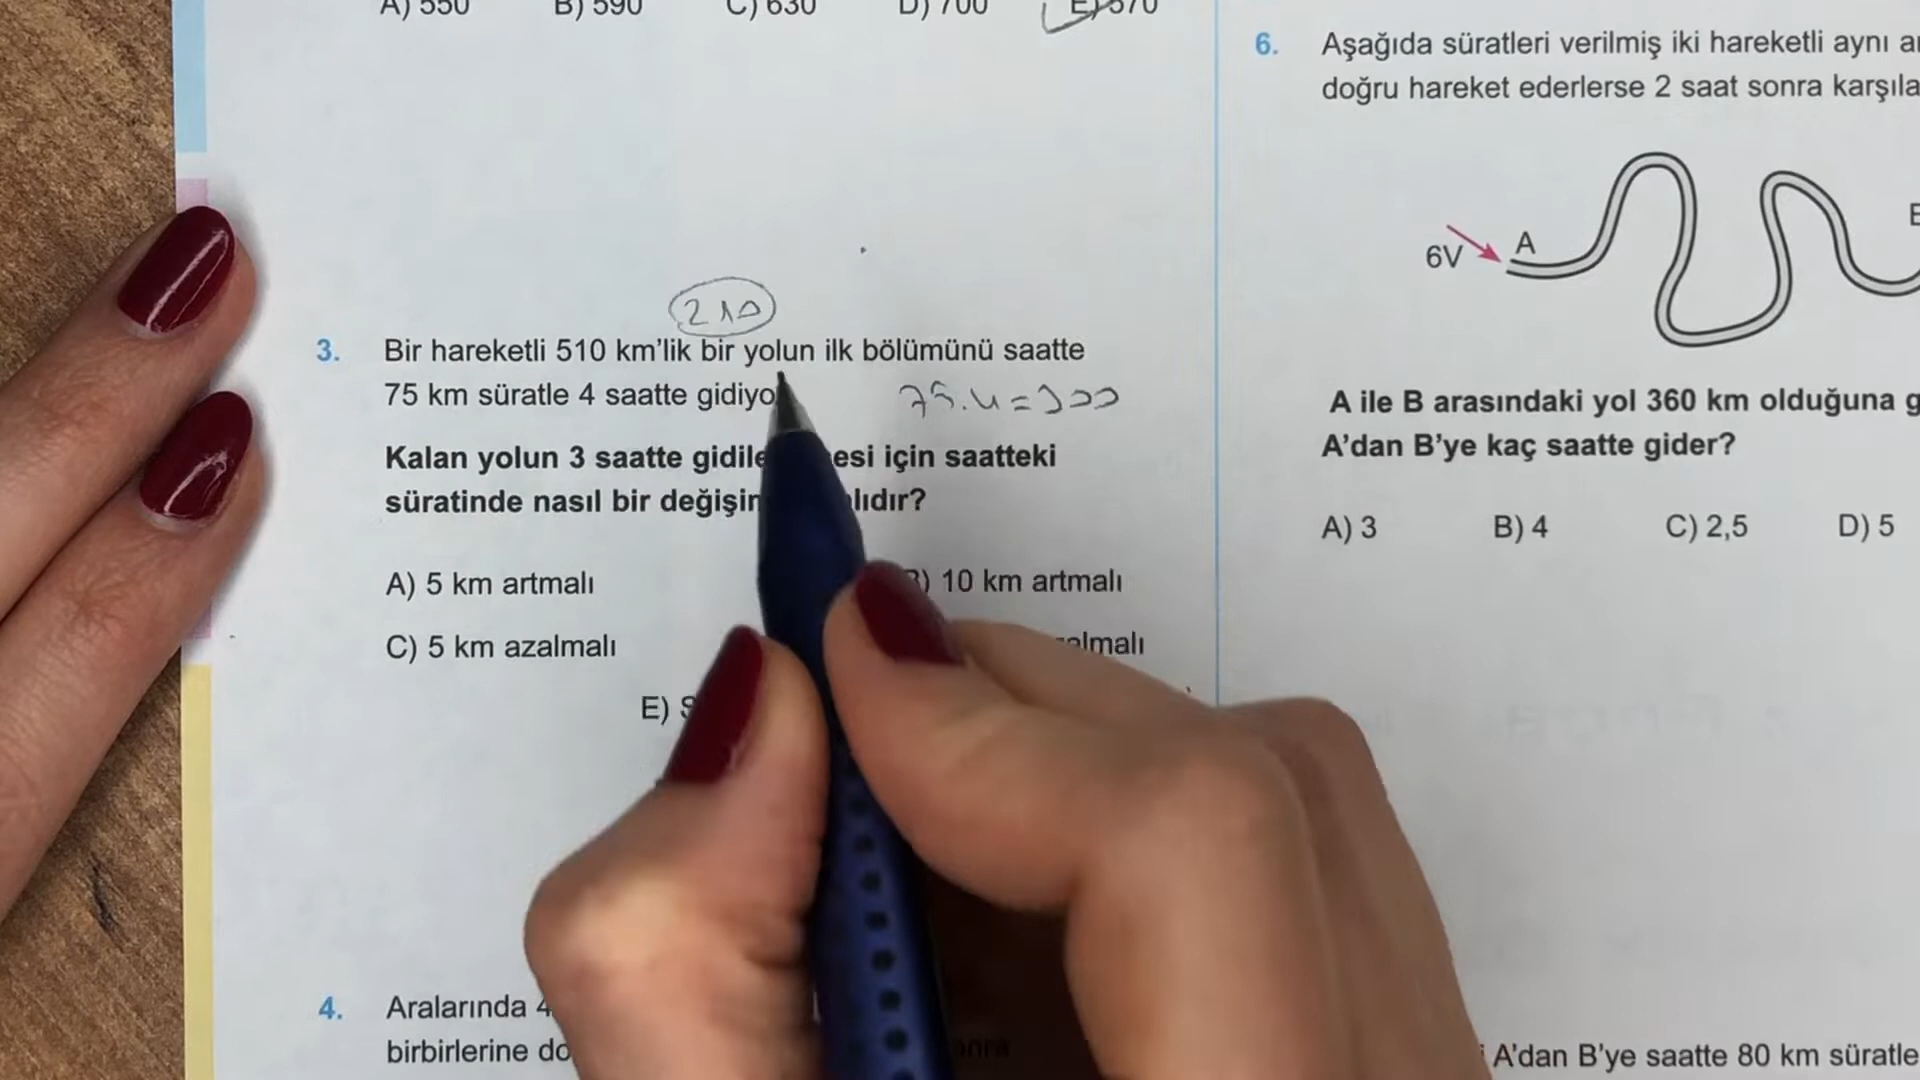 A) 550 B) 590 C) 630 D) 700 E) 570
210
3. Bir hareketli 510 km'lik bir yolun ilk bölümünü saatte
75 km süratle 4 saatte gidiyo
75.4=300
Kalan yolun 3 saatte gidile esi için saatteki
süratinde nasıl bir değişim lıdır?
A) 5 km artmalı B) 10 km artmalı
C) 5 km azalmalı almalı
E) S
4. Aralarında 4
birbirlerine do
6. Aşağıda süratleri verilmiş iki hareketli aynı a
doğru hareket ederlerse 2 saat sonra karşıla
6V A
A ile B arasındaki yol 360 km olduğuna g
A'dan B'ye kaç saatte gider?
A) 3 B) 4 C) 2,5 D) 5
A'dan B'ye saatte 80 km süratle